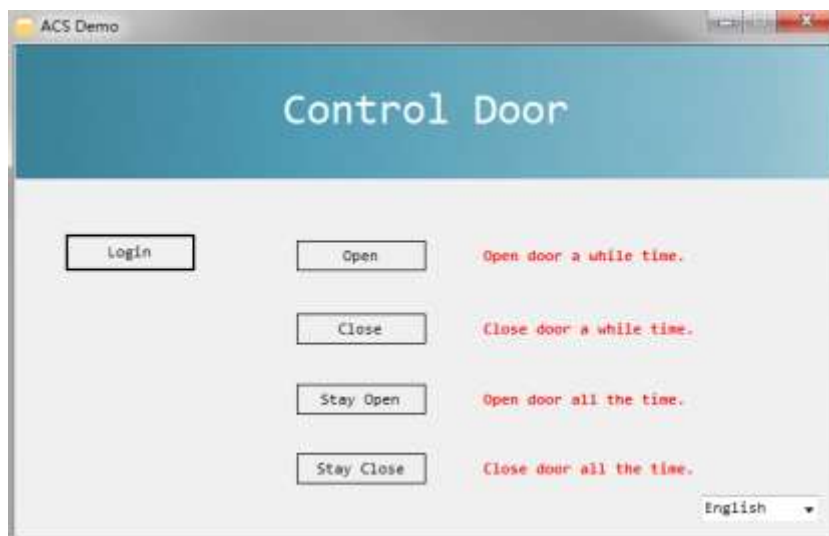 ACS Demo
Control Door
Login
Open
Open door a while time.
Close
Close door a while time.
Stay Open
Open door all the time.
Stay Close
Close door all the time.
English